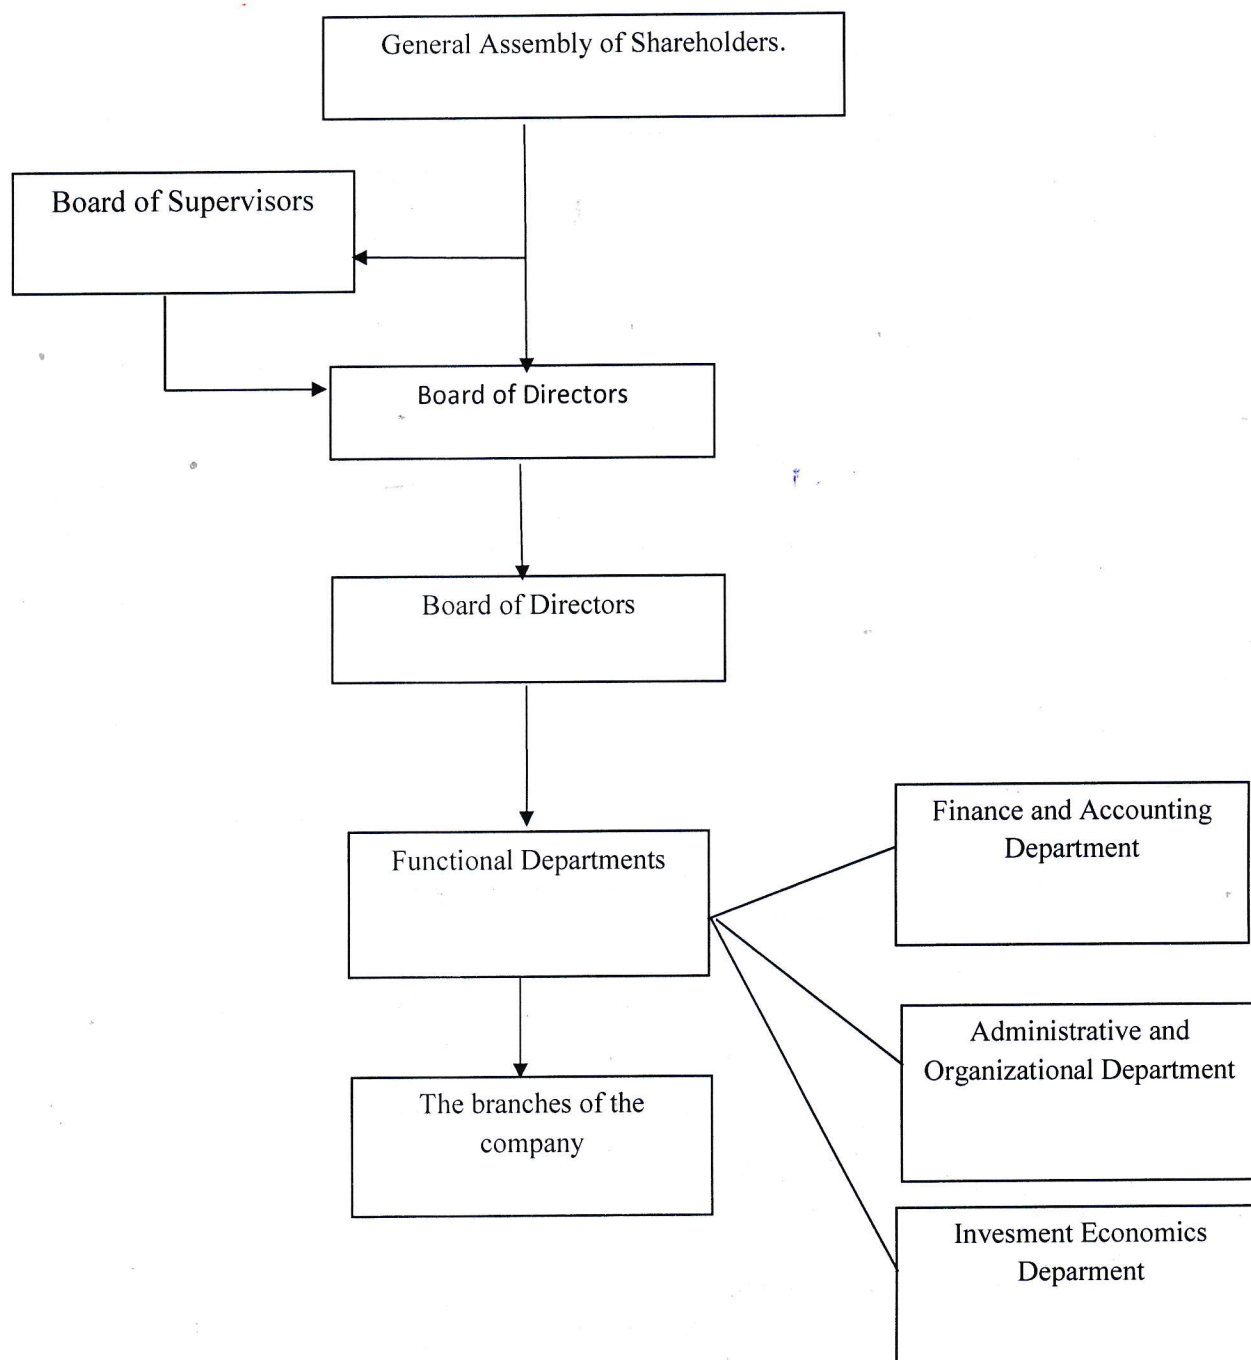 General Assembly of Shareholders.
Board of Supervisors
Board of Directors
Board of Directors
Functional Departments
Finance and Accounting
Department
Administrative and
Organizational Department
Invesment Economics
Deparment
The branches of the
company